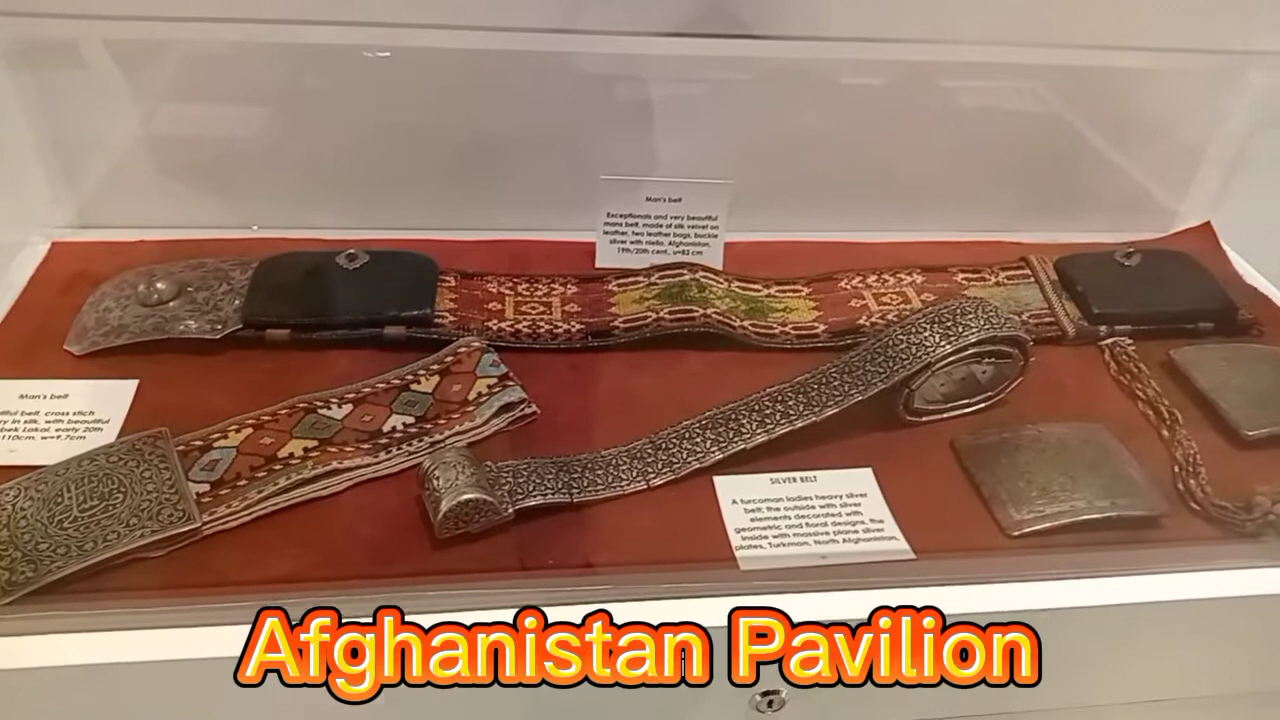 Man's belt
Exceptionals and very beautiful
mans belt, made of silk velvet on
leather, two leather bags, buckle
silver with niello, Afghanistan,
19th/20th cent., u=83 cm
Man's belt
iful belt, cross stich
ry in silk, with beautiful
bek Lakai, early 20th
110cm, w=9,7cm
SILVER BELT
A turcoman ladies heavy silver
belt; the outside with silver
elements decorated with
geometric and floral designs, the
inside with massive plane silver
plates, Turkman, North Afghanistan,
Afghanistan Pavilion